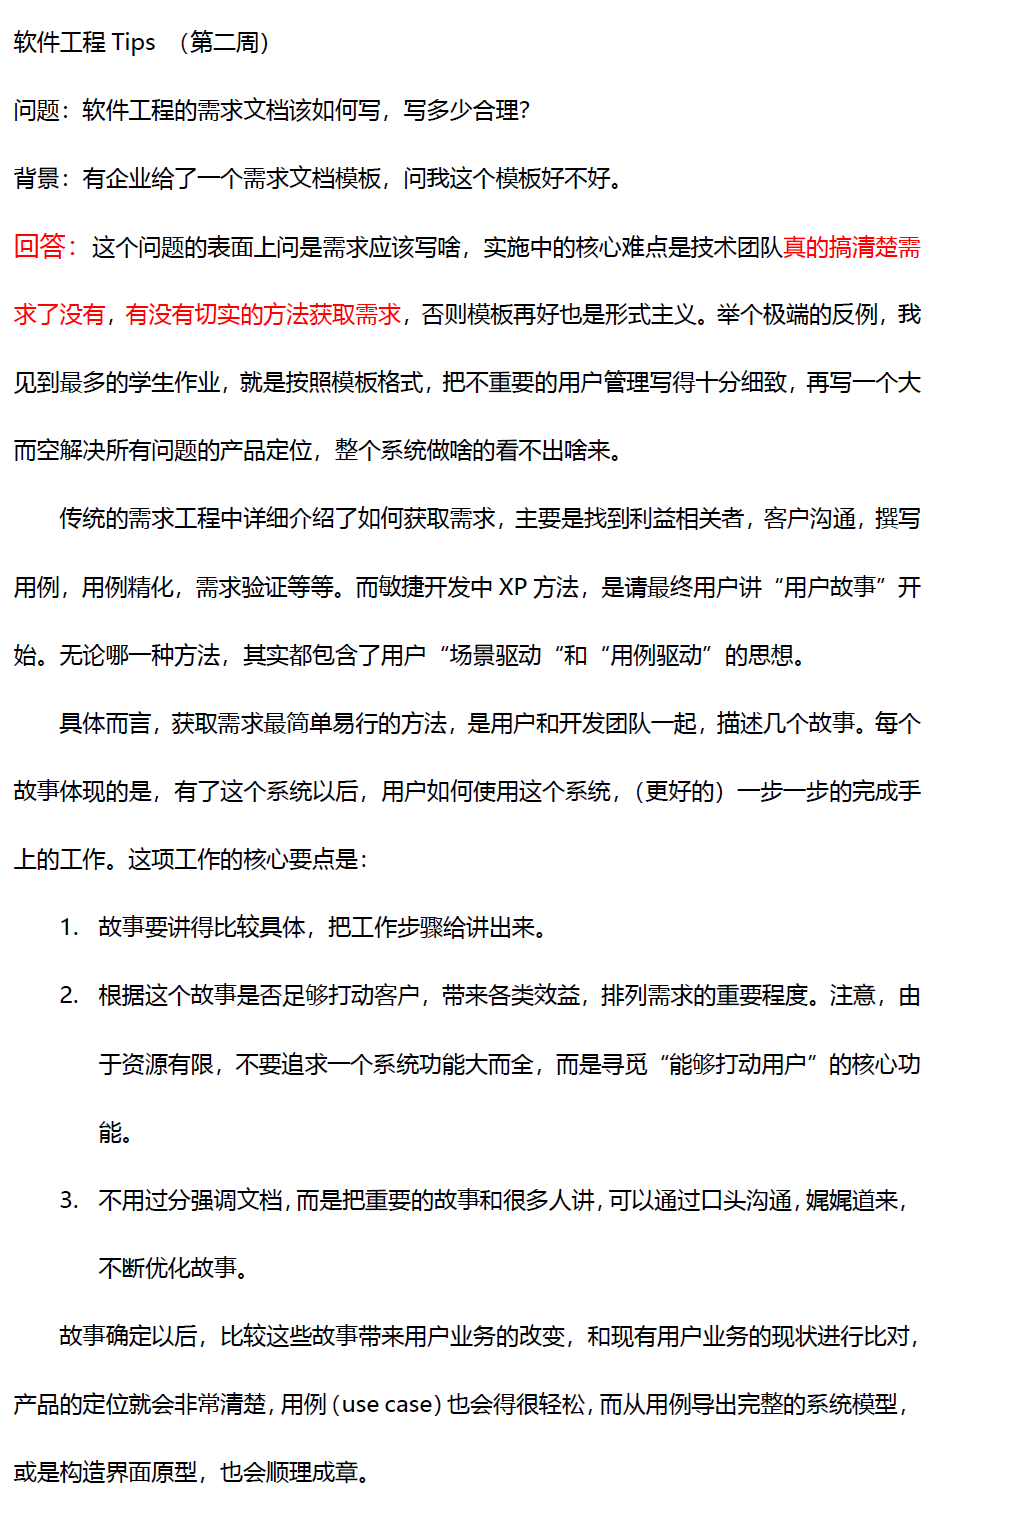 软件工程 Tips （第二周）
问题：软件工程的需求文档该如何写，写多少合理？
背景：有企业给了一个需求文档模板，问我这个模板好不好。
回答：这个问题的表面上问是需求应该写啥，实施中的核心难点是技术团队真的搞清楚需
求了没有，有没有切实的方法获取需求，否则模板再好也是形式主义。举个极端的反例，我
见到最多的学生作业，就是按照模板格式，把不重要的用户管理写得十分细致，再写一个大
而空解决所有问题的产品定位，整个系统做啥的看不出啥来。
传统的需求工程中详细介绍了如何获取需求，主要是找到利益相关者，客户沟通，撰写
用例，用例精化，需求验证等等。而敏捷开发中 XP 方法，是请最终用户讲“用户故事”开
始。无论哪一种方法，其实都包含了用户“场景驱动“和“用例驱动”的思想。
具体而言，获取需求最简单易行的方法，是用户和开发团队一起，描述几个故事。每个
故事体现的是，有了这个系统以后，用户如何使用这个系统，（更好的）一步一步的完成手
上的工作。这项工作的核心要点是：
1. 故事要讲得比较具体，把工作步骤给讲出来。
2. 根据这个故事是否足够打动客户，带来各类效益，排列需求的重要程度。注意，由
于资源有限，不要追求一个系统功能大而全，而是寻觅“能够打动用户”的核心功
能。
3. 不用过分强调文档，而是把重要的故事和很多人讲，可以通过口头沟通，娓娓道来，
不断优化故事。
故事确定以后，比较这些故事带来用户业务的改变，和现有用户业务的现状进行比对，
产品的定位就会非常清楚，用例（use case）也会得很轻松，而从用例导出完整的系统模型，
或是构造界面原型，也会顺理成章。